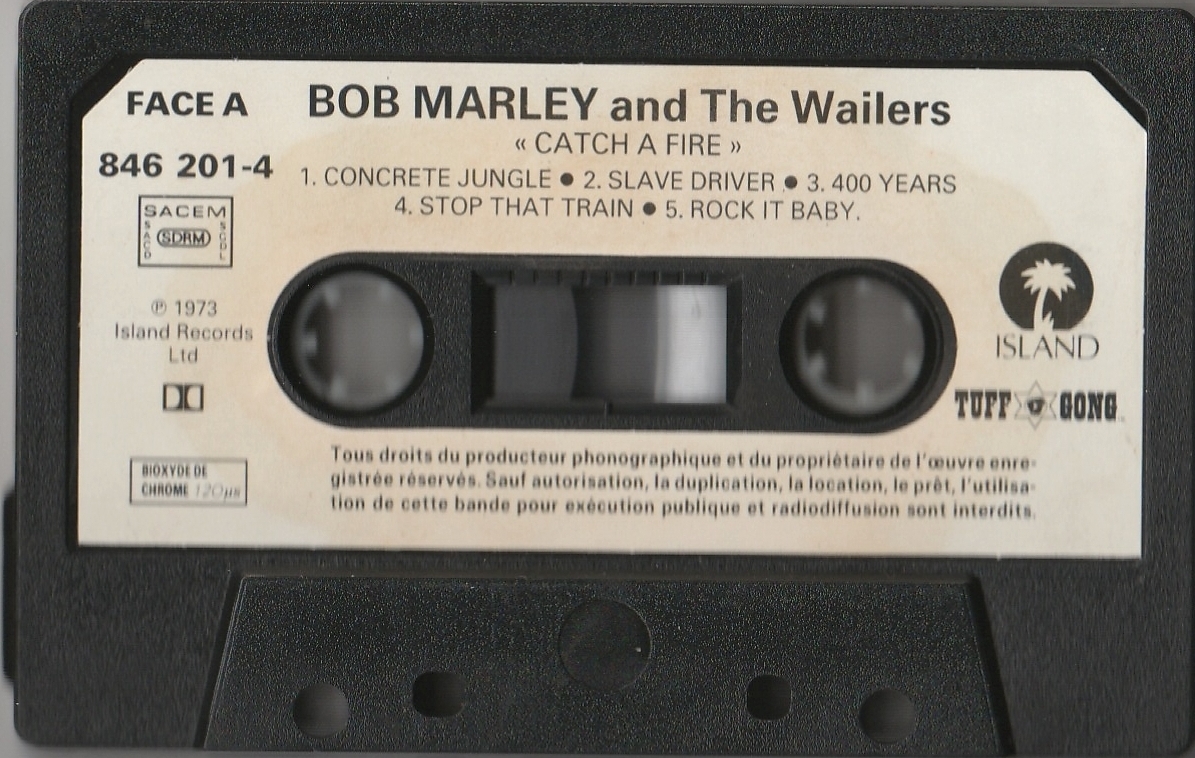 FACE A
BOB MARLEY and The Wailers
« CATCH A FIRE »
846 201-4
1. CONCRETE JUNGLE ● 2. SLAVE DRIVER ● 3. 400 YEARS
4. STOP THAT TRAIN ● 5. ROCK IT BABY.
SACEM
SACD
SDRM
SGDL
℗ 1973
Island Records
Ltd
ISLAND
TUFF GONG
BIOXYDE DE
CHROME 120µs
Tous droits du producteur phonographique et du propriétaire de l'œuvre enre-
gistrée réservés. Sauf autorisation, la duplication, la location, le prêt, l'utilisa-
tion de cette bande pour exécution publique et radiodiffusion sont interdits.